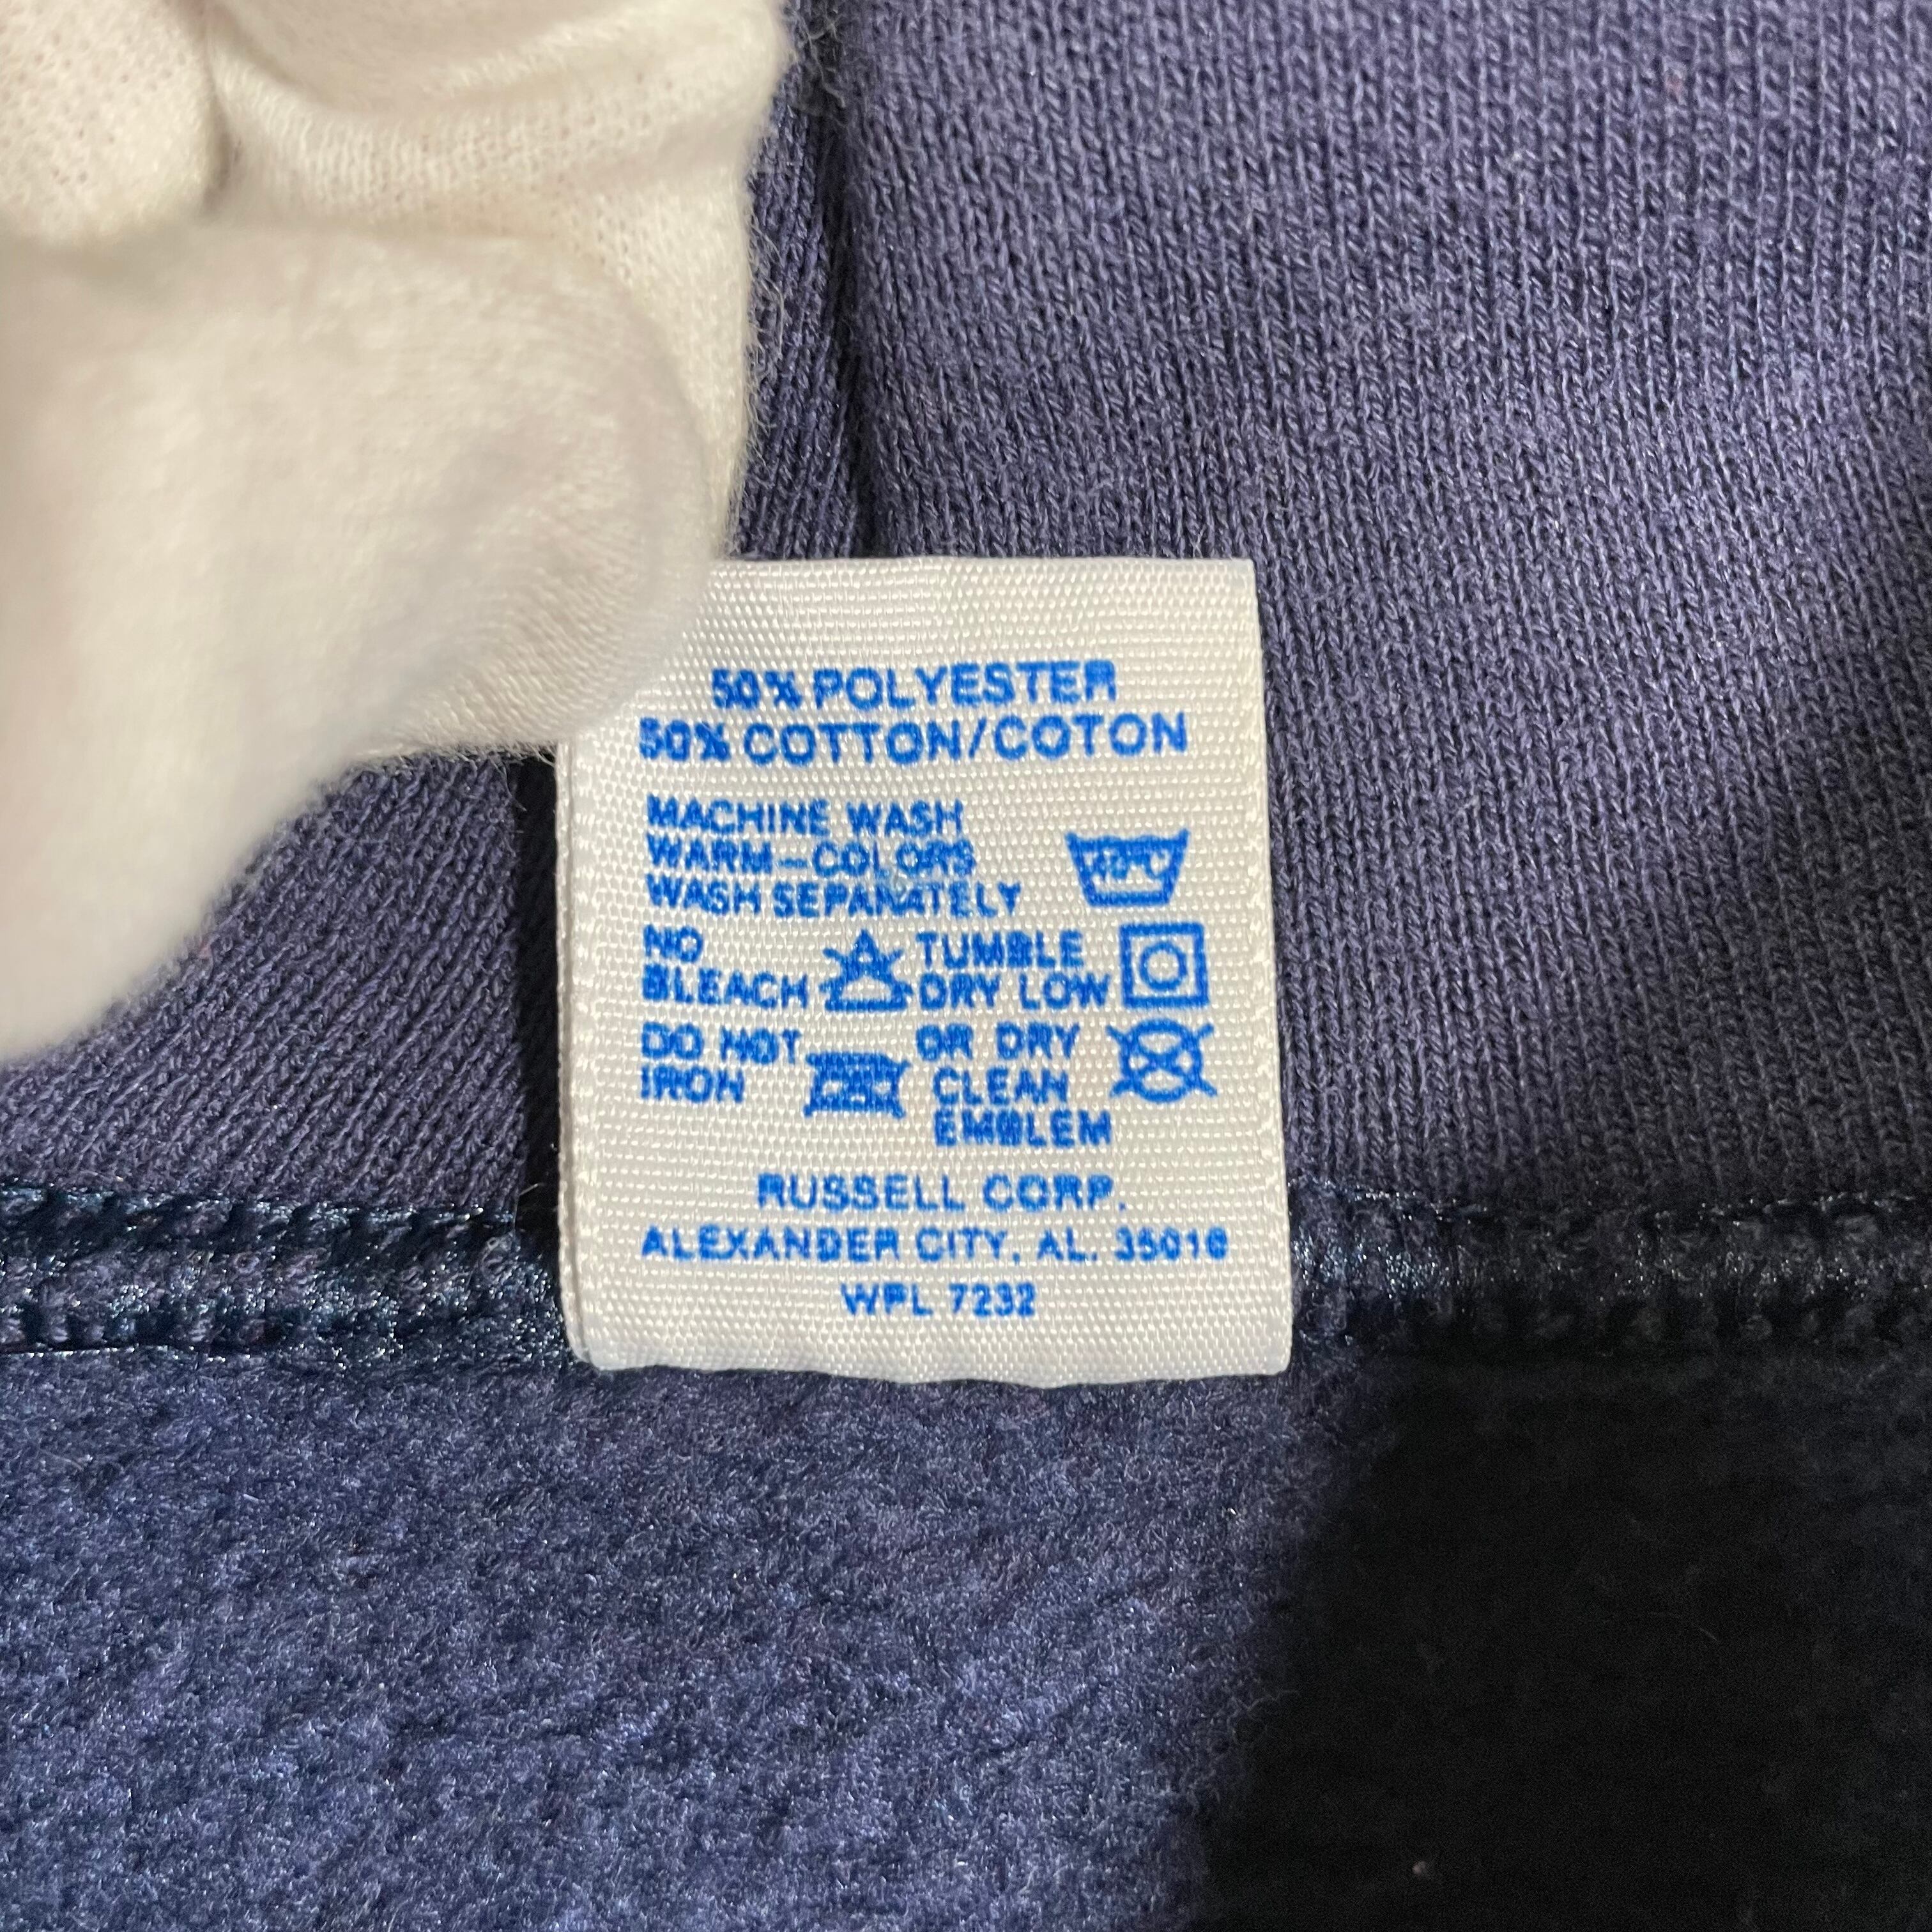 50% POLYESTER
50% COTTON/COTON
MACHINE WASH
WARM-COLORS
WASH SEPARATELY
40°C
NO
BLEACH
TUMBLE
DRY LOW
DO NOT
IRON
OR DRY
CLEAN
EMBLEM
RUSSELL CORP.
ALEXANDER CITY, AL. 35010
WPL 7232